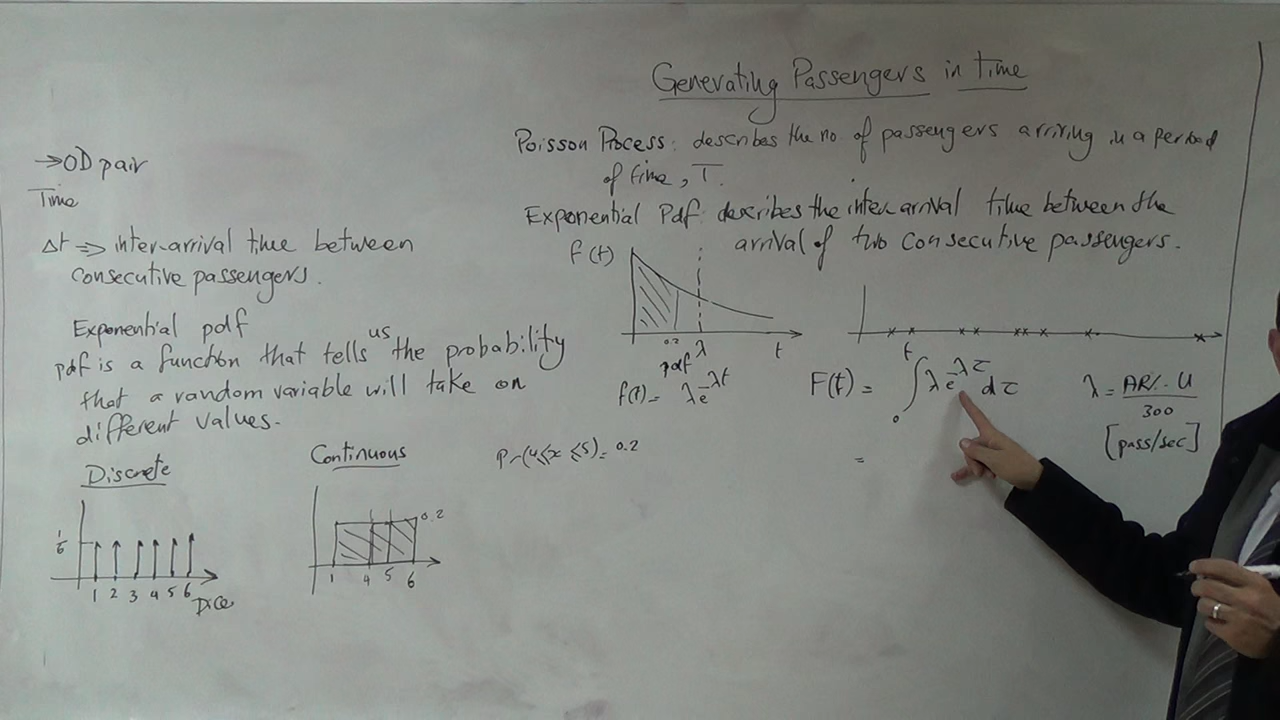 Generating Passengers in Time
Poisson Process: describes the no. of passengers arriving in a period
of time, T.
Exponential Pdf: describes the inter-arrival time between the
arrival of two consecutive passengers.
→OD pair
Time
Δt ⇒ inter-arrival time between
consecutive passengers.
Exponential pdf
pdf is a function that tells us the probability
that a random variable will take on
different values.
Discrete
1/6
1 2 3 4 5 6
Dice
Continuous
0.2
1 4 5 6
Pr(4≤x≤5)=0.2
f(t)
0.2 λ t
pdf
f(t)= λe^-λt
F(t) = ∫₀ᵗ λe^-λτ dτ
=
λ = AR%·U/300
[pass/sec]